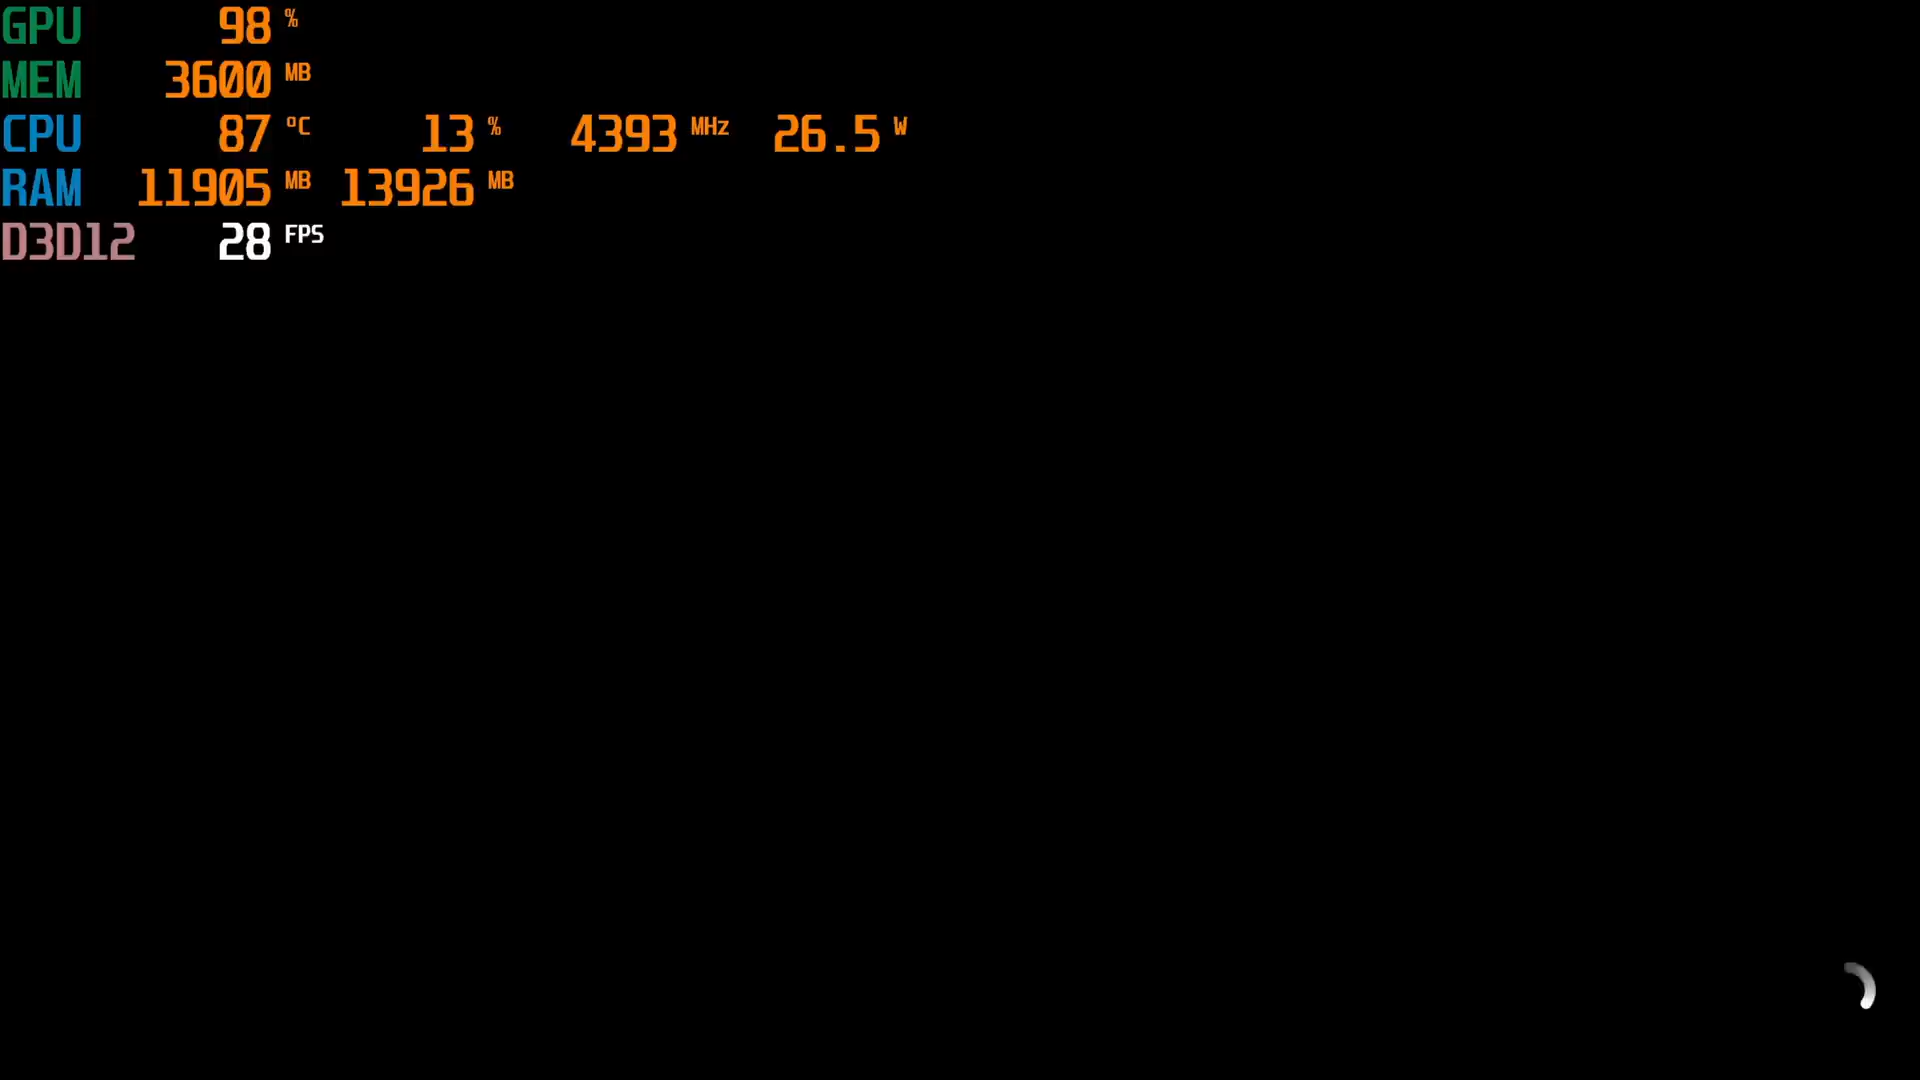 GPU 98 %
MEM 3600 MB
CPU 87 °C 13 % 4393 MHz 26.5 W
RAM 11905 MB 13926 MB
D3D12 28 FPS